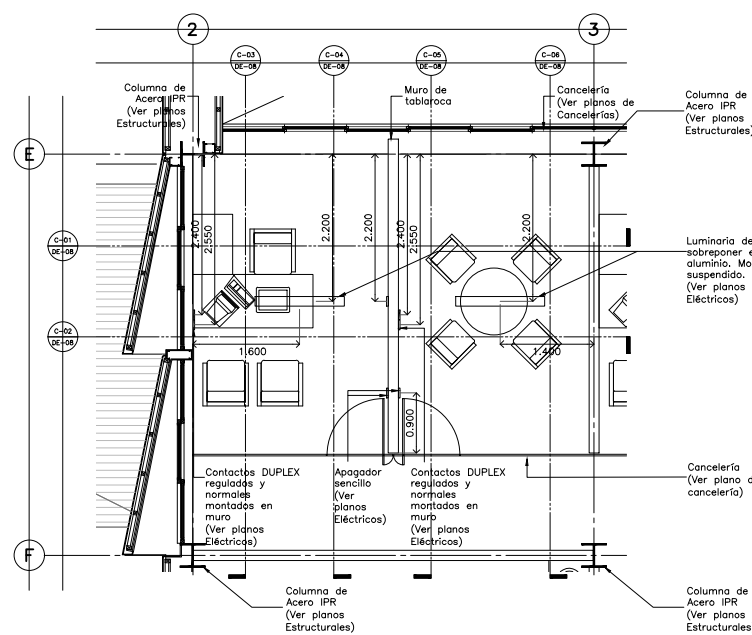 2
3
C-03
DE-08
C-04
DE-08
C-05
DE-08
C-06
DE-08
Columna de
Acero IPR
(Ver planos
Estructurales)
Muro de
tablaroca
Cancelería
(Ver planos de
Cancelerías)
Columna de
Acero IPR
(Ver planos
Estructurales)
E
2.400
2.550
2.200
2.200
2.400
2.550
2.200
C-01
DE-08
Luminaria de
sobreponer e
aluminio. Mo
suspendido.
(Ver planos
Eléctricos)
C-02
DE-08
1.600
1.400
0.900
Contactos DUPLEX
regulados y
normales
montados en
muro
(Ver planos
Eléctricos)
Apagador
sencillo
(Ver
planos
Eléctricos)
Contactos DUPLEX
regulados y
normales
montados en
muro
(Ver planos
Eléctricos)
Cancelería
(Ver plano d
cancelería)
F
Columna de
Acero IPR
(Ver planos
Estructurales)
Columna de
Acero IPR
(Ver planos
Estructurales